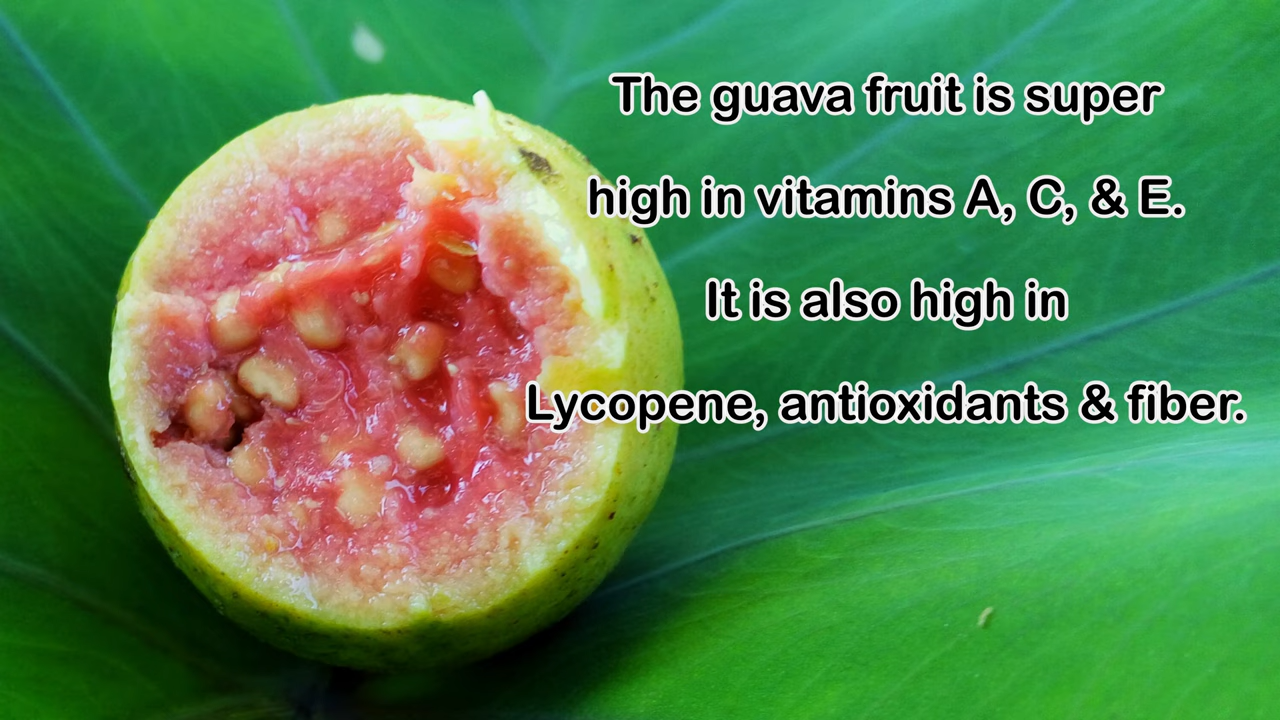 The guava fruit is super
high in vitamins A, C, & E.
It is also high in
Lycopene, antioxidants & fiber.